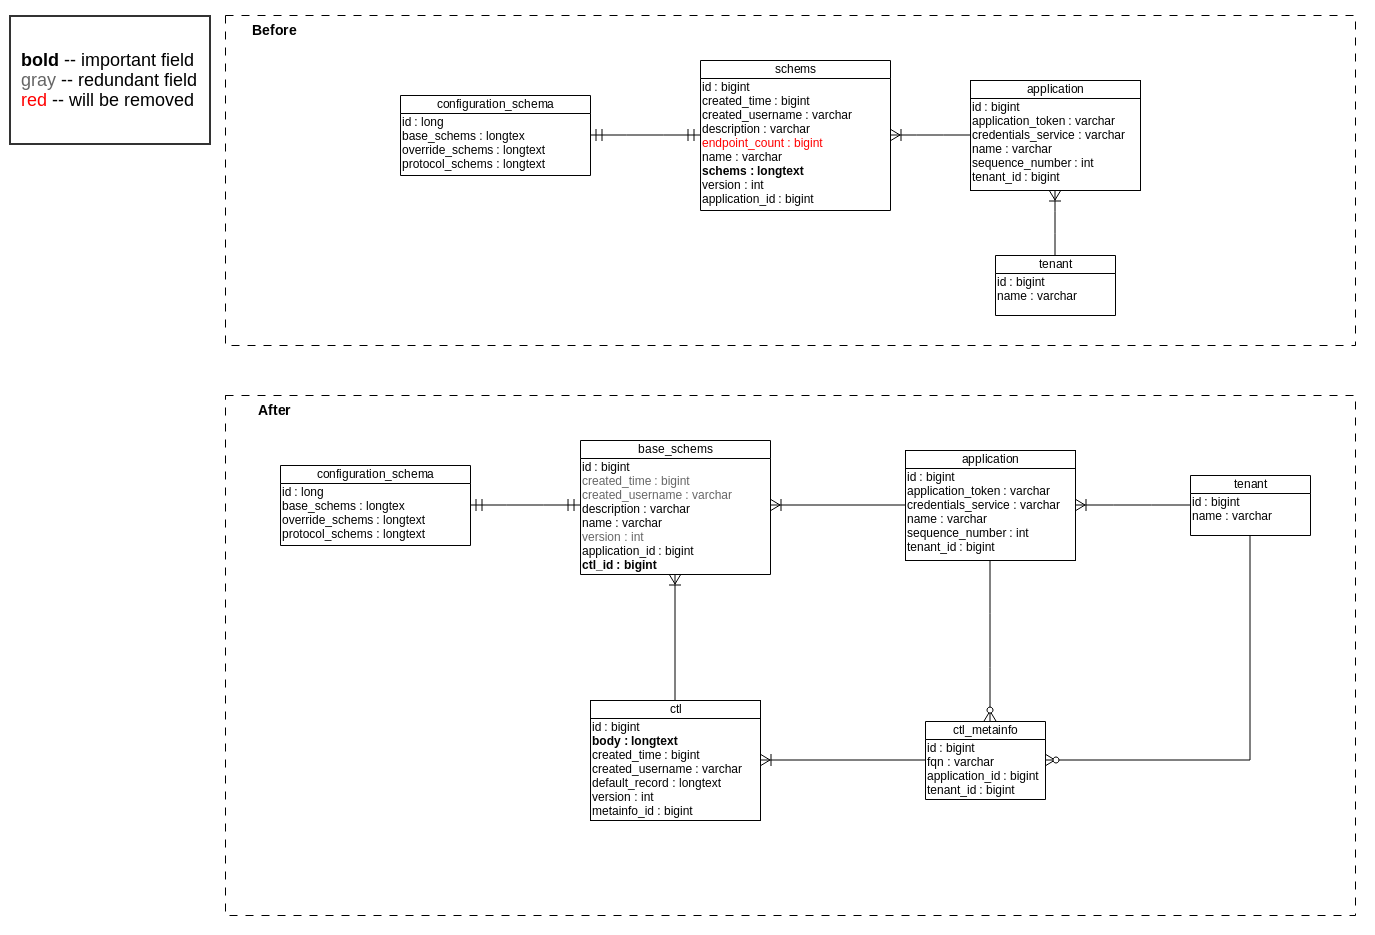 bold -- important field
gray -- redundant field
red -- will be removed
Before
configuration_schema
id : long
base_schems : longtex
override_schems : longtext
protocol_schems : longtext
schems
id : bigint
created_time : bigint
created_username : varchar
description : varchar
endpoint_count : bigint
name : varchar
schems : longtext
version : int
application_id : bigint
application
id : bigint
application_token : varchar
credentials_service : varchar
name : varchar
sequence_number : int
tenant_id : bigint
tenant
id : bigint
name : varchar
After
configuration_schema
id : long
base_schems : longtex
override_schems : longtext
protocol_schems : longtext
base_schems
id : bigint
created_time : bigint
created_username : varchar
description : varchar
name : varchar
version : int
application_id : bigint
ctl_id : bigint
application
id : bigint
application_token : varchar
credentials_service : varchar
name : varchar
sequence_number : int
tenant_id : bigint
tenant
id : bigint
name : varchar
ctl
id : bigint
body : longtext
created_time : bigint
created_username : varchar
default_record : longtext
version : int
metainfo_id : bigint
ctl_metainfo
id : bigint
fqn : varchar
application_id : bigint
tenant_id : bigint